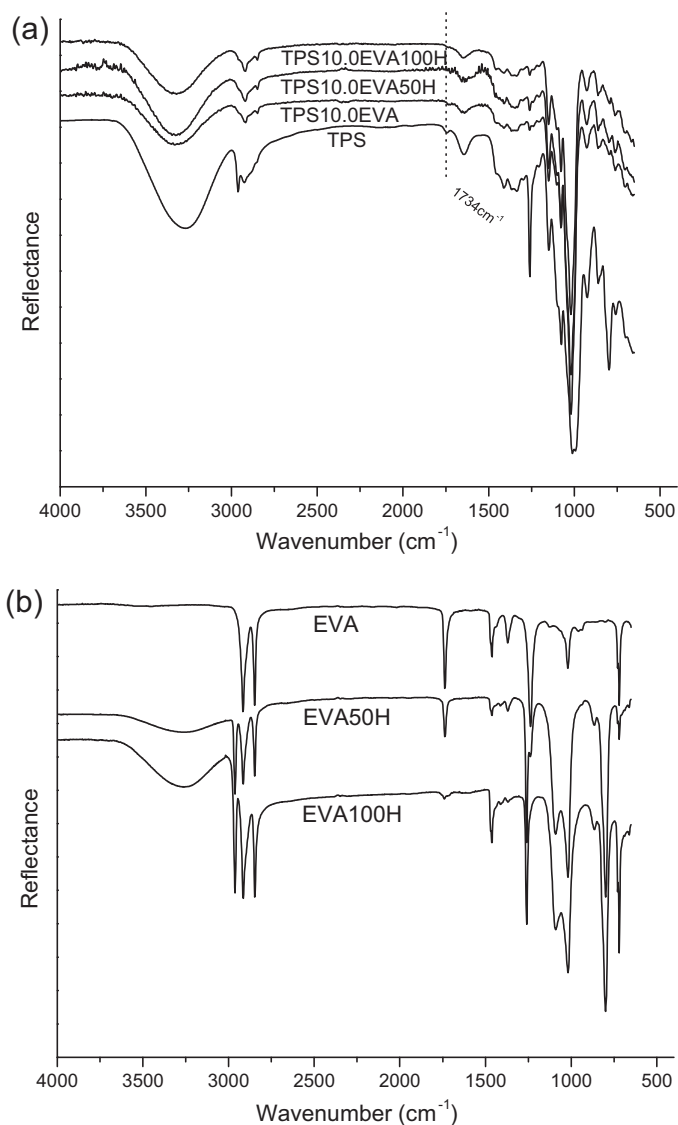 (a)
TPS10.0EVA100H
TPS10.0EVA50H
TPS10.0EVA
TPS
1734cm-1
Reflectance
4000 3500 3000 2500 2000 1500 1000 500
Wavenumber (cm-1)
(b)
EVA
EVA50H
EVA100H
Reflectance
4000 3500 3000 2500 2000 1500 1000 500
Wavenumber (cm-1)